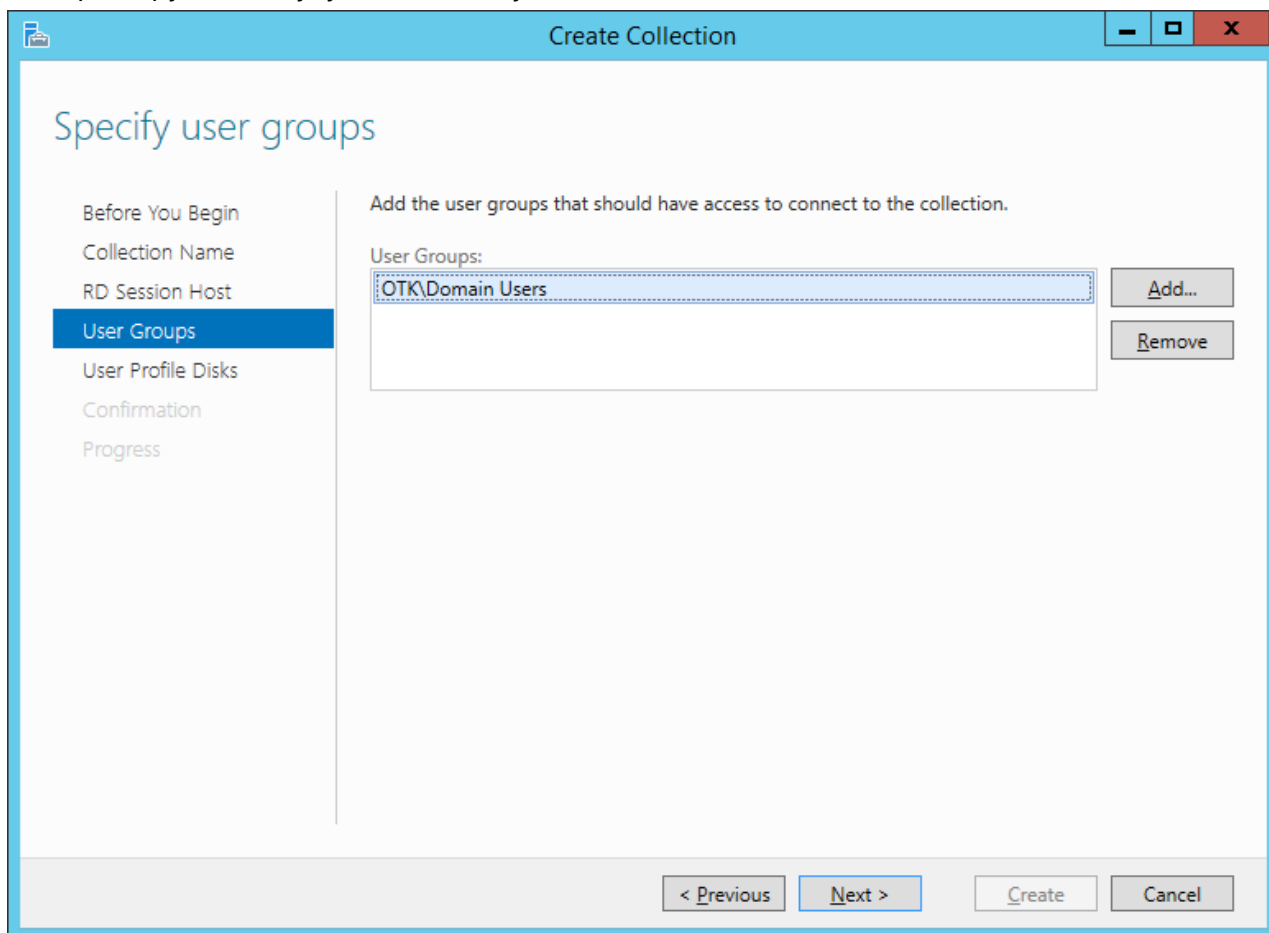 Create Collection
Specify user groups
Before You Begin
Collection Name
RD Session Host
User Groups
User Profile Disks
Confirmation
Progress
Add the user groups that should have access to connect to the collection.
User Groups:
OTK\Domain Users
Add...
Remove
< Previous
Next >
Create
Cancel